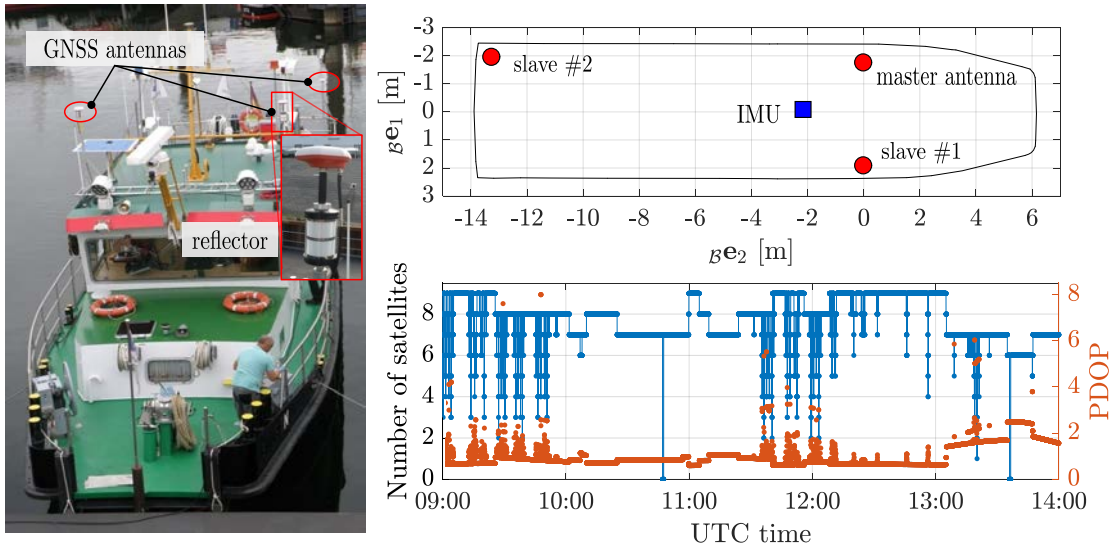 GNSS antennas
reflector
-3
-2
-1
0
1
2
3
ʙe₁ [m]
slave #2
master antenna
IMU
slave #1
-14 -12 -10 -8 -6 -4 -2 0 2 4 6
ʙe₂ [m]
Number of satellites
8
6
4
2
0
8
6
4
2
0
PDOP
09:00 10:00 11:00 12:00 13:00 14:00
UTC time